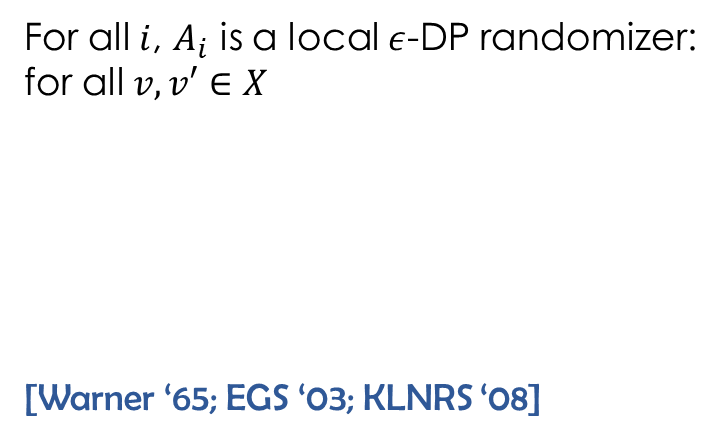 For all i, A_i is a local ϵ-DP randomizer:
for all v, v′ ∈ X
[Warner ‘65; EGS ‘03; KLNRS ‘08]